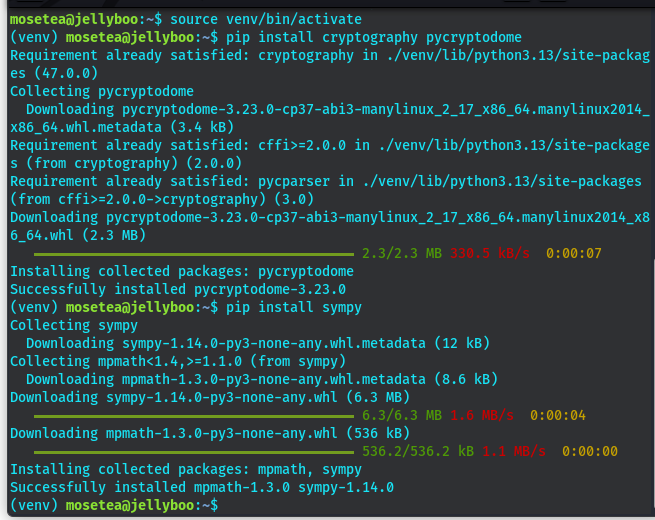 mosetea@jellyboo:~$ source venv/bin/activate
(venv) mosetea@jellyboo:~$ pip install cryptography pycryptodome
Requirement already satisfied: cryptography in ./venv/lib/python3.13/site-packag
es (47.0.0)
Collecting pycryptodome
  Downloading pycryptodome-3.23.0-cp37-abi3-manylinux_2_17_x86_64.manylinux2014_
x86_64.whl.metadata (3.4 kB)
Requirement already satisfied: cffi>=2.0.0 in ./venv/lib/python3.13/site-package
s (from cryptography) (2.0.0)
Requirement already satisfied: pycparser in ./venv/lib/python3.13/site-packages
(from cffi>=2.0.0->cryptography) (3.0)
Downloading pycryptodome-3.23.0-cp37-abi3-manylinux_2_17_x86_64.manylinux2014_x8
6_64.whl (2.3 MB)
2.3/2.3 MB 330.5 kB/s  0:00:07
Installing collected packages: pycryptodome
Successfully installed pycryptodome-3.23.0
(venv) mosetea@jellyboo:~$ pip install sympy
Collecting sympy
  Downloading sympy-1.14.0-py3-none-any.whl.metadata (12 kB)
Collecting mpmath<1.4,>=1.1.0 (from sympy)
  Downloading mpmath-1.3.0-py3-none-any.whl.metadata (8.6 kB)
Downloading sympy-1.14.0-py3-none-any.whl (6.3 MB)
6.3/6.3 MB 1.6 MB/s  0:00:04
Downloading mpmath-1.3.0-py3-none-any.whl (536 kB)
536.2/536.2 kB 1.1 MB/s  0:00:00
Installing collected packages: mpmath, sympy
Successfully installed mpmath-1.3.0 sympy-1.14.0
(venv) mosetea@jellyboo:~$